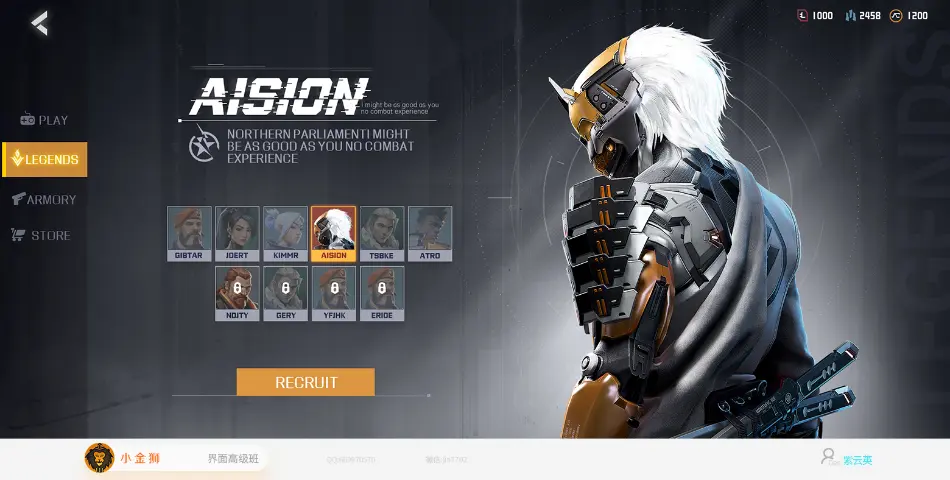 1000
2458
1200
AISION
I might be as good as you
no combat experience
NORTHERN PARLIAMENTI MIGHT
BE AS GOOD AS YOU NO COMBAT
EXPERIENCE
PLAY
LEGENDS
ARMORY
STORE
GIBTAR
JOERT
KIMMR
AISION
TSBKE
ATRO
NOJTY
GERY
YFJHK
ERIOE
RECRUIT
LEGENDS
小金狮
界面高级班
紫云英